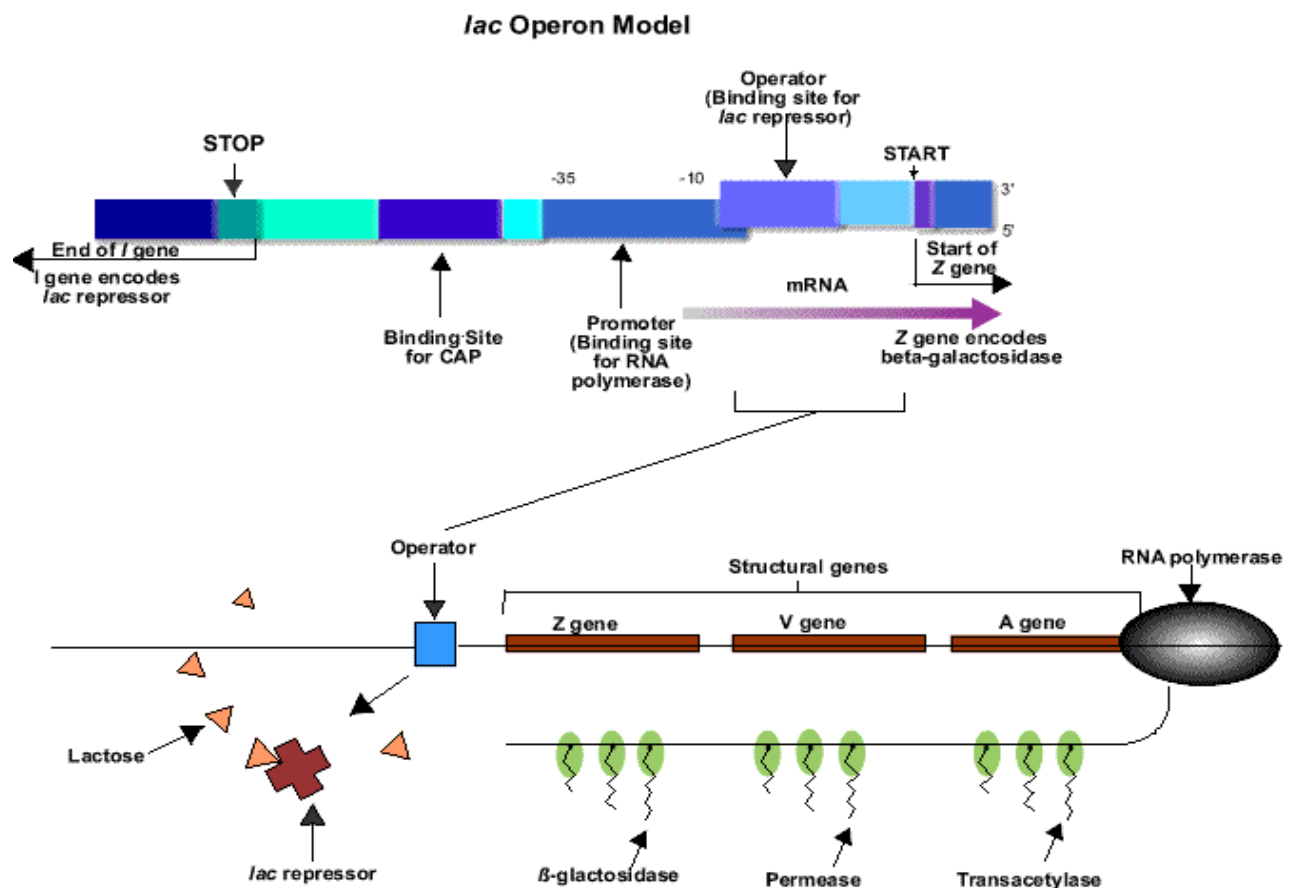 lac Operon Model
Operator
(Binding site for
lac repressor)
STOP
START
-35
-10
3'
5'
End of I gene
I gene encodes
lac repressor
Start of
Z gene
mRNA
Binding Site
for CAP
Promoter
(Binding site
for RNA
polymerase)
Z gene encodes
beta-galactosidase
Operator
Structural genes
RNA polymerase
Z gene
V gene
A gene
Lactose
lac repressor
ß-glactosidase
Permease
Transacetylase